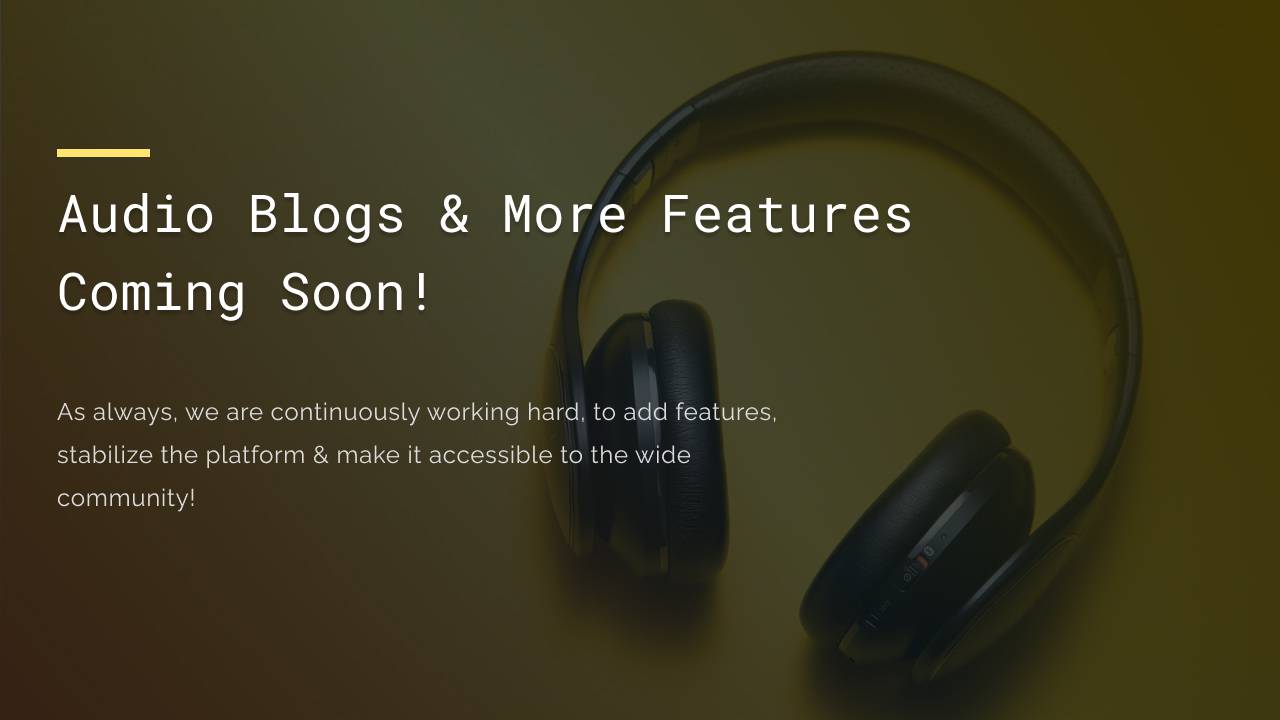 Audio Blogs & More Features
Coming Soon!
As always, we are continuously working hard, to add features,
stabilize the platform & make it accessible to the wide
community!